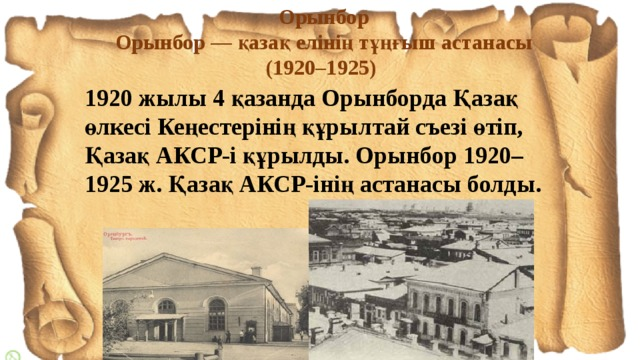 Орынбор
Орынбор — қазақ елінің тұңғыш астанасы
(1920–1925)
1920 жылы 4 қазанда Орынборда Қазақ
өлкесі Кеңестерінің құрылтай съезі өтіп,
Қазақ АКСР-і құрылды. Орынбор 1920–
1925 ж. Қазақ АКСР-інің астанасы болды.